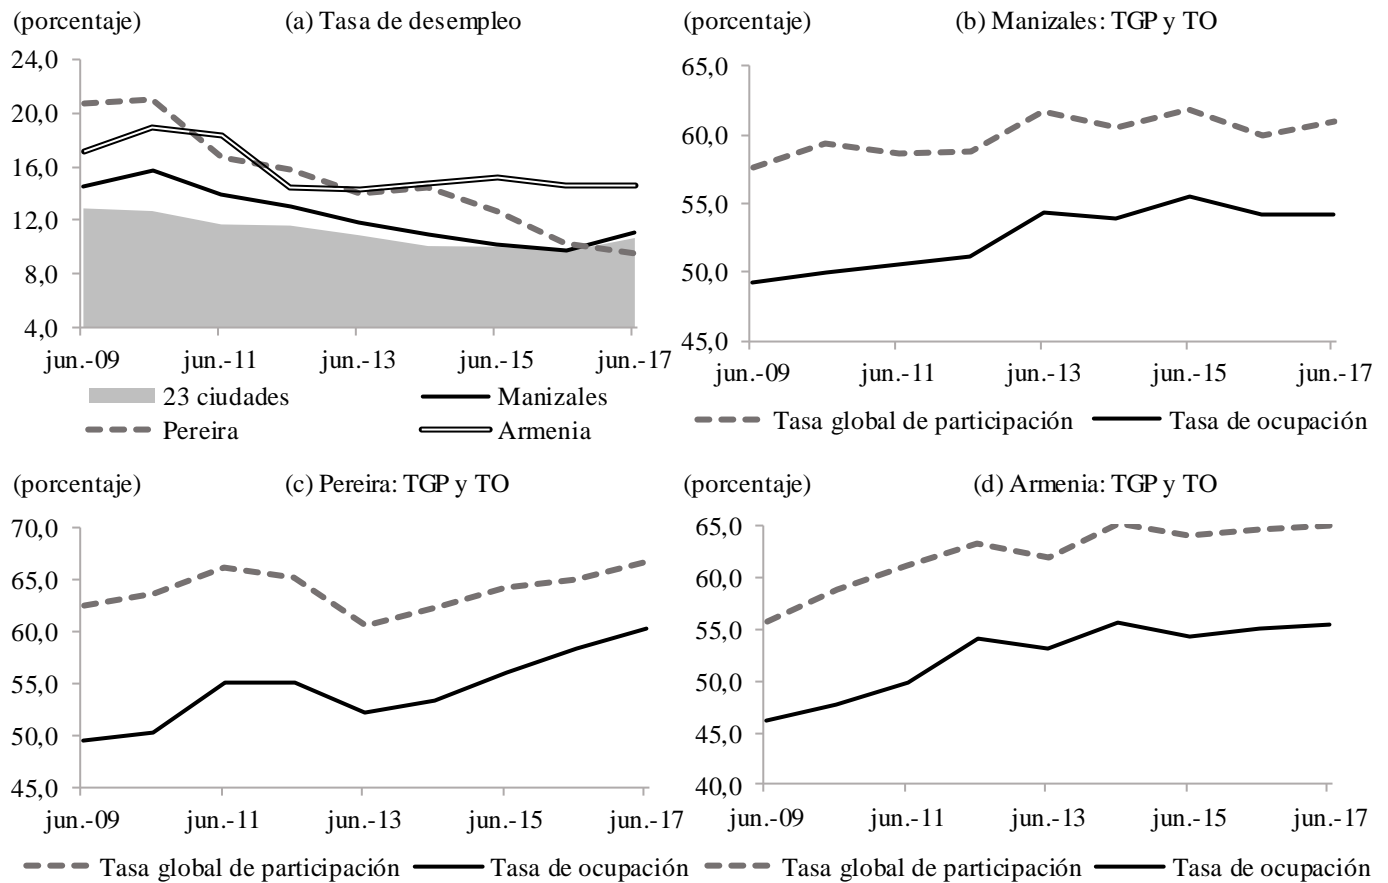 (porcentaje) (a) Tasa de desempleo
24,0
20,0
16,0
12,0
8,0
4,0
jun.-09 jun.-11 jun.-13 jun.-15 jun.-17
23 ciudades Manizales
Pereira Armenia
(porcentaje) (b) Manizales: TGP y TO
65,0
60,0
55,0
50,0
45,0
jun.-09 jun.-11 jun.-13 jun.-15 jun.-17
Tasa global de participación Tasa de ocupación
(porcentaje) (c) Pereira: TGP y TO
70,0
65,0
60,0
55,0
50,0
45,0
jun.-09 jun.-11 jun.-13 jun.-15 jun.-17
Tasa global de participación Tasa de ocupación
(porcentaje) (d) Armenia: TGP y TO
65,0
60,0
55,0
50,0
45,0
40,0
jun.-09 jun.-11 jun.-13 jun.-15 jun.-17
Tasa global de participación Tasa de ocupación